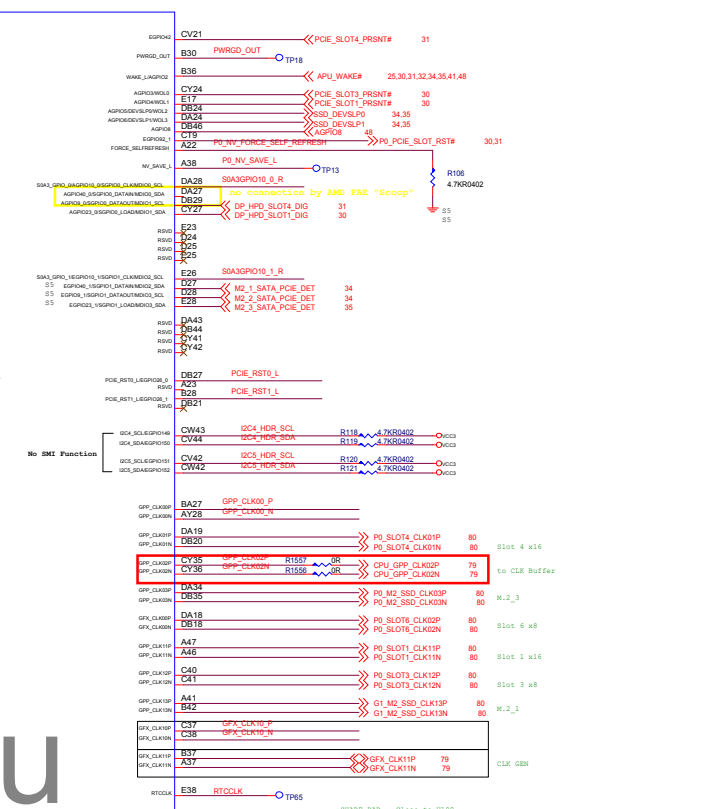 EGPIO42 CV21 PCIE_SLOT4_PRSNT# 31
PWRGD_OUT B30 PWRGD_OUT TP18
WAKE_L/AGPIO2 B36 APU_WAKE# 25,30,31,32,34,35,41,48
AGPIO3/WOL0 CY24 PCIE_SLOT3_PRSNT# 30
AGPIO4/WOL1 E17 PCIE_SLOT1_PRSNT# 30
AGPIO5/DEVSLP0/WOL2 DB24 SSD_DEVSLP0 34,35
AGPIO6/DEVSLP1/WOL3 DA24 SSD_DEVSLP1 34,35
AGPIO8 DB46 AGPIO8 48
EGPIO92_1 CT9 P0_PCIE_SLOT_RST# 30,31
FORCE_SELFREFRESH A22 P0_NV_FORCE_SELF_REFRESH
NV_SAVE_L A38 P0_NV_SAVE_L TP13
R106
4.7KR0402
S5
S5
S0A3_GPIO_0/AGPIO10_0/SGPIO0_CLK/MDIO0_SCL DA28 S0A3GPIO10_0_R
AGPIO40_0/SGPIO0_DATAIN/MDIO0_SDA DA27 no connection by AMD FAE "Scoop"
AGPIO9_0/SGPIO0_DATAOUT/MDIO1_SCL DB29 DP_HPD_SLOT4_DIG 31
AGPIO23_0/SGPIO0_LOAD/MDIO1_SDA CY27 DP_HPD_SLOT1_DIG 30
RSVD E23
RSVD D24
RSVD D25
RSVD E25
S0A3_GPIO_1/EGPIO10_1/SGPIO1_CLK/MDIO2_SCL E26 S0A3GPIO10_1_R
S5 EGPIO40_1/SGPIO1_DATAIN/MDIO2_SDA D27 M2_1_SATA_PCIE_DET 34
S5 EGPIO9_1/SGPIO1_DATAOUT/MDIO3_SCL D28 M2_2_SATA_PCIE_DET 34
S5 EGPIO23_1/SGPIO1_LOAD/MDIO3_SDA E28 M2_3_SATA_PCIE_DET 35
RSVD DA43
RSVD DB44
RSVD CY41
RSVD CY42
PCIE_RST0_L/EGPIO26_0 DB27 PCIE_RST0_L
RSVD A23
PCIE_RST1_L/EGPIO26_1 B28 PCIE_RST1_L
RSVD DB21
No SMI Function
I2C4_SCL/EGPIO149 CW43 I2C4_HDR_SCL R118 4.7KR0402 VCC3
I2C4_SDA/EGPIO150 CV44 I2C4_HDR_SDA R119 4.7KR0402 VCC3
I2C5_SCL/EGPIO151 CV42 I2C5_HDR_SCL R120 4.7KR0402 VCC3
I2C5_SDA/EGPIO152 CW42 I2C5_HDR_SDA R121 4.7KR0402 VCC3
GPP_CLK00P BA27 GPP_CLK00_P
GPP_CLK00N AY28 GPP_CLK00_N
GPP_CLK01P DA19 P0_SLOT4_CLK01P 80
GPP_CLK01N DB20 P0_SLOT4_CLK01N 80 Slot 4 x16
GPP_CLK02P CY35 GPP_CLK02P R1557 0R CPU_GPP_CLK02P 79
GPP_CLK02N CY36 GPP_CLK02N R1556 0R CPU_GPP_CLK02N 79 to CLK Buffer
GPP_CLK03P DA34 P0_M2_SSD_CLK03P 80
GPP_CLK03N DB35 P0_M2_SSD_CLK03N 80 M.2_3
GFX_CLK00P DA18 P0_SLOT6_CLK02P 80
GFX_CLK00N DB18 P0_SLOT6_CLK02N 80 Slot 6 x8
GPP_CLK11P A47 P0_SLOT1_CLK11P 80
GPP_CLK11N A46 P0_SLOT1_CLK11N 80 Slot 1 x16
GPP_CLK12P C40 P0_SLOT3_CLK12P 80
GPP_CLK12N C41 P0_SLOT3_CLK12N 80 Slot 3 x8
GPP_CLK13P A41 G1_M2_SSD_CLK13P 80
GPP_CLK13N B42 G1_M2_SSD_CLK13N 80 M.2_1
GFX_CLK10P C37 GFX_CLK10_P
GFX_CLK10N C38 GFX_CLK10_N
GFX_CLK11P B37 GFX_CLK11P 79
GFX_CLK11N A37 GFX_CLK11N 79 CLK GEN
RTCCLK E38 RTCCLK TP65
u